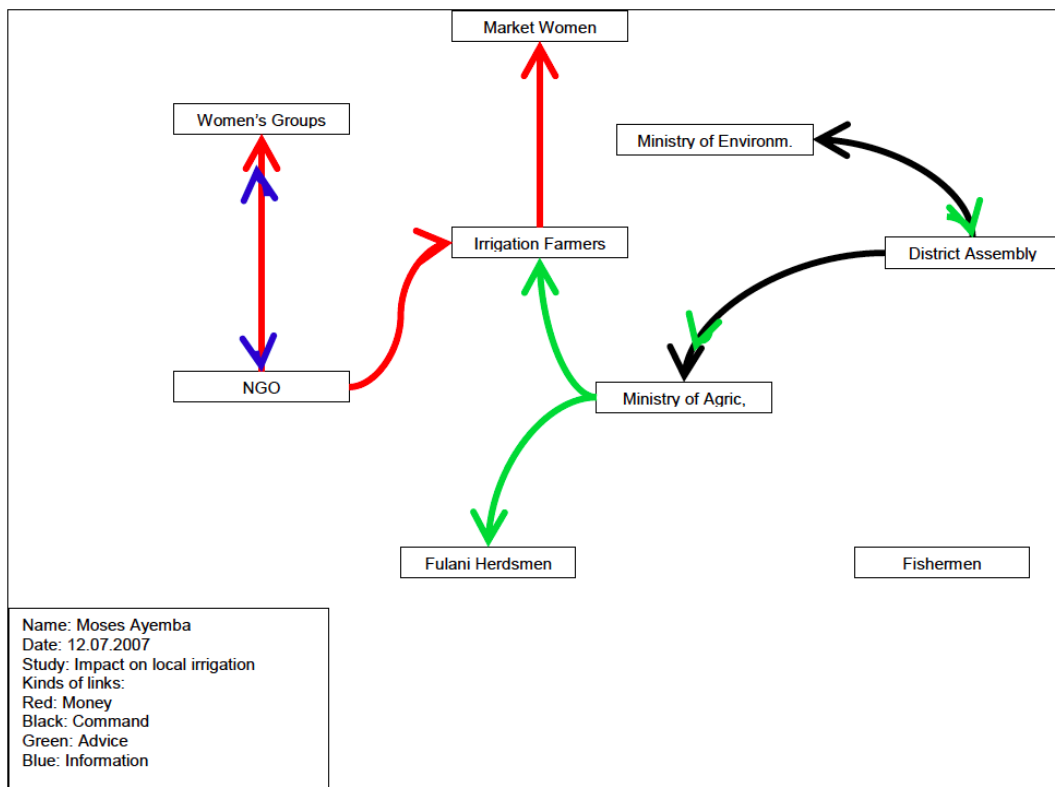 Market Women
Women's Groups
Ministry of Environm.
Irrigation Farmers
District Assembly
NGO
Ministry of Agric,
Fulani Herdsmen
Fishermen
Name: Moses Ayemba
Date: 12.07.2007
Study: Impact on local irrigation
Kinds of links:
Red: Money
Black: Command
Green: Advice
Blue: Information